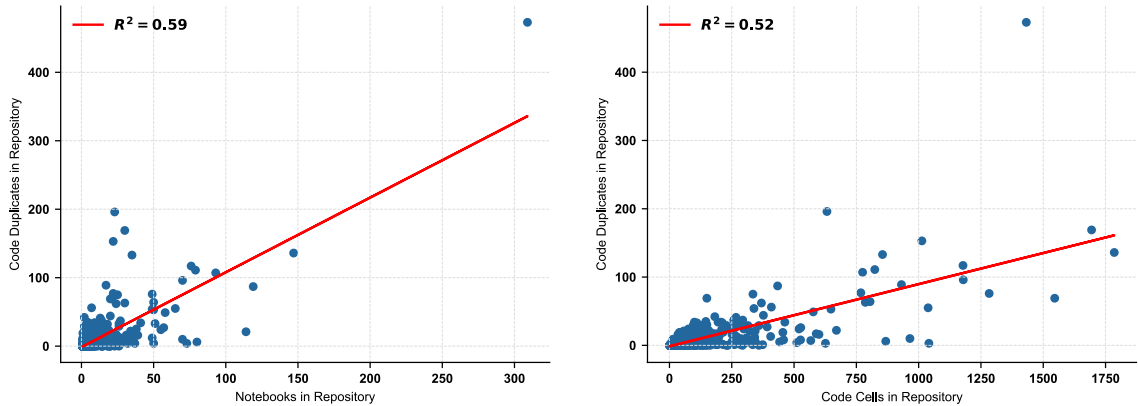 R² = 0.59
400
300
200
100
0
Code Duplicates in Repository
0 50 100 150 200 250 300
Notebooks in Repository
R² = 0.52
400
300
200
100
0
Code Duplicates in Repository
0 250 500 750 1000 1250 1500 1750
Code Cells in Repository